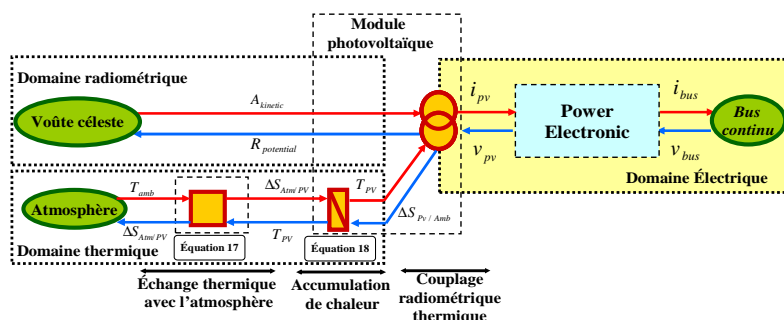 Module
photovoltaïque
Domaine radiométrique
Voûte céleste
A_kinetic
R_potential
i_pv
v_pv
Power
Electronic
i_bus
v_bus
Bus
continu
Domaine Électrique
Atmosphère
T_amb
ΔS_Atm/PV
ΔS_Atm/PV
T_PV
T_PV
ΔS_Pv/Amb
Domaine thermique
Équation 17
Équation 18
Échange thermique
avec l'atmosphère
Accumulation
de chaleur
Couplage
radiométrique
thermique